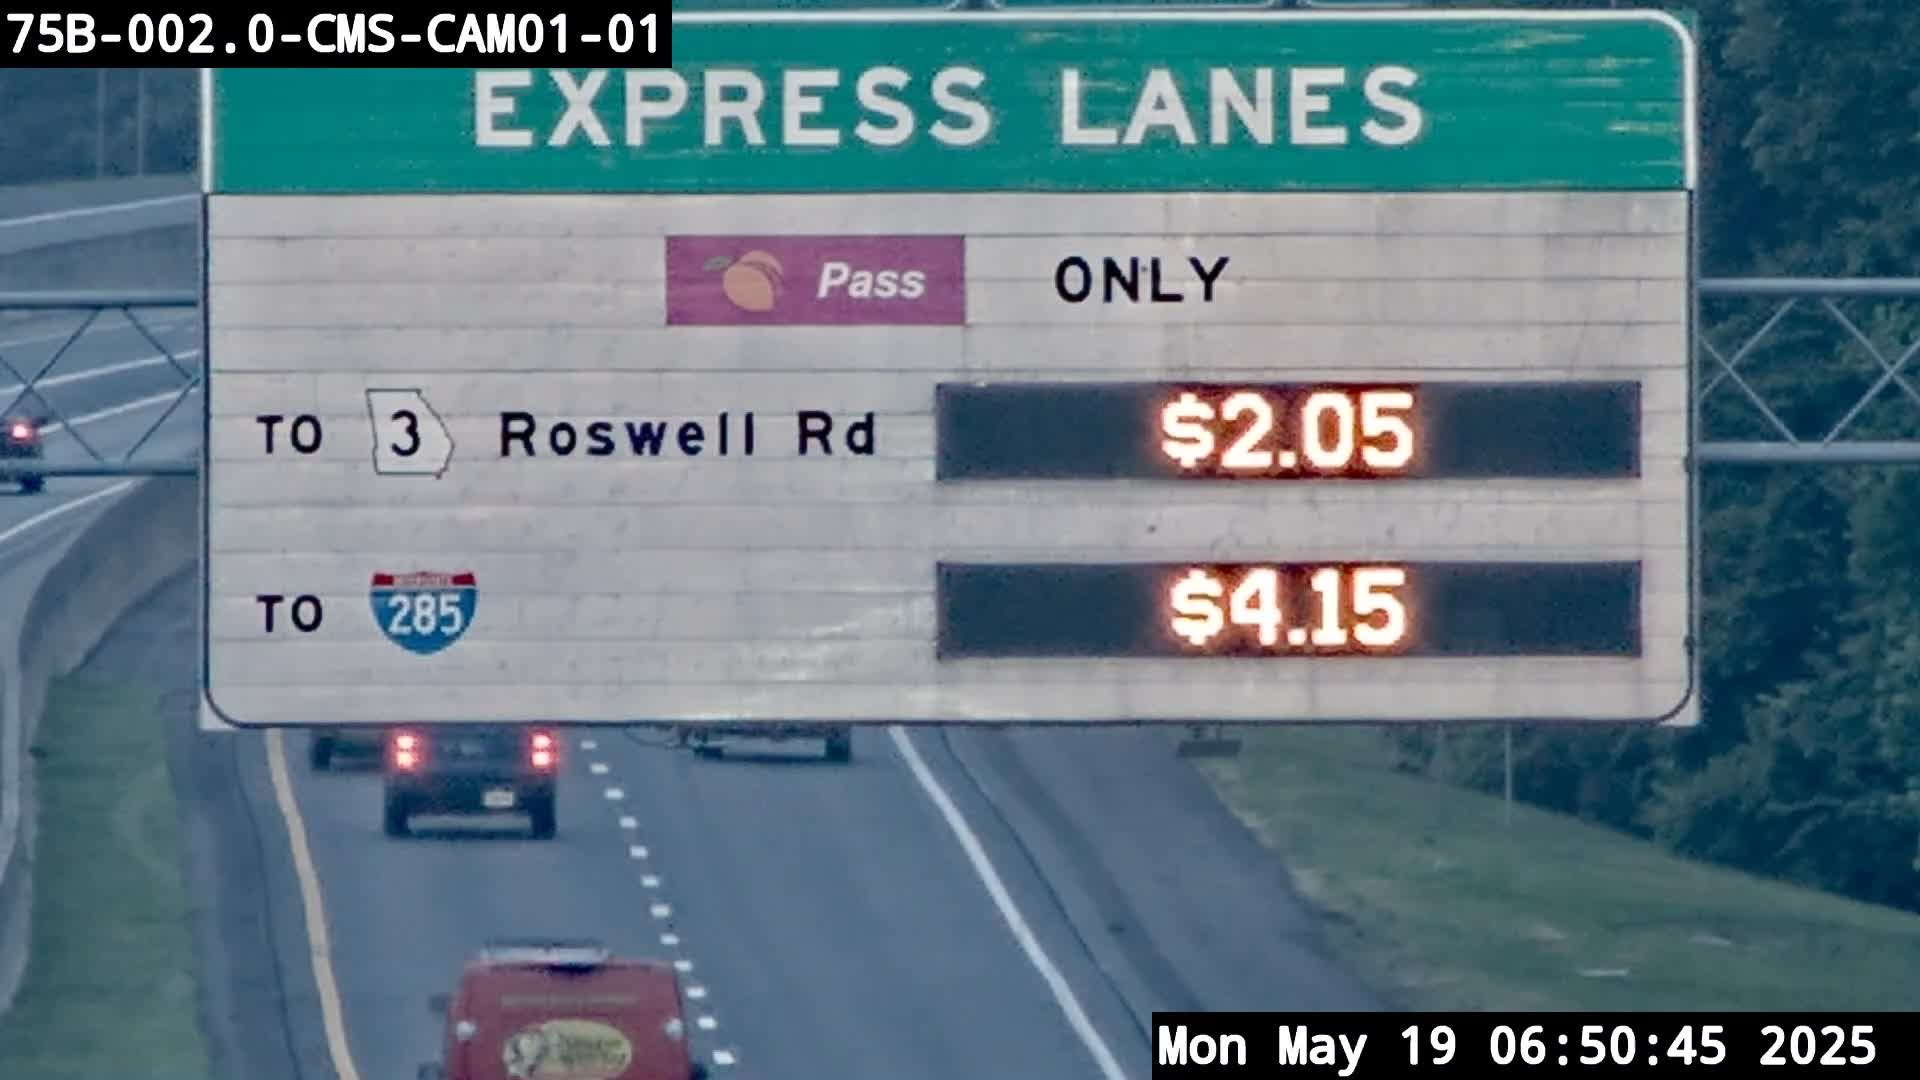 75B-002.0-CMS-CAM01-01
EXPRESS LANES
Pass ONLY
TO 3 Roswell Rd $2.05
TO 285 $4.15
Mon May 19 06:50:45 2025